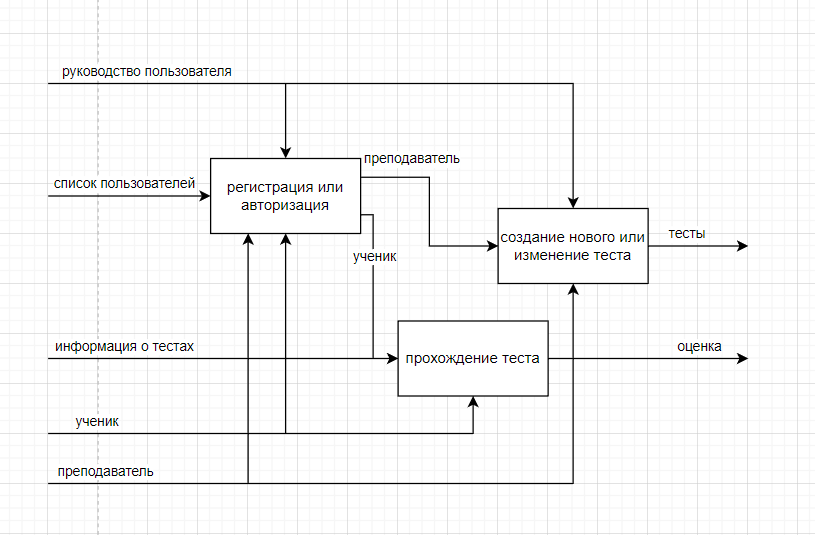 руководство пользователя
преподаватель
список пользователей
регистрация или
авторизация
создание нового или
изменение теста
тесты
ученик
информация о тестах
прохождение теста
оценка
ученик
преподаватель